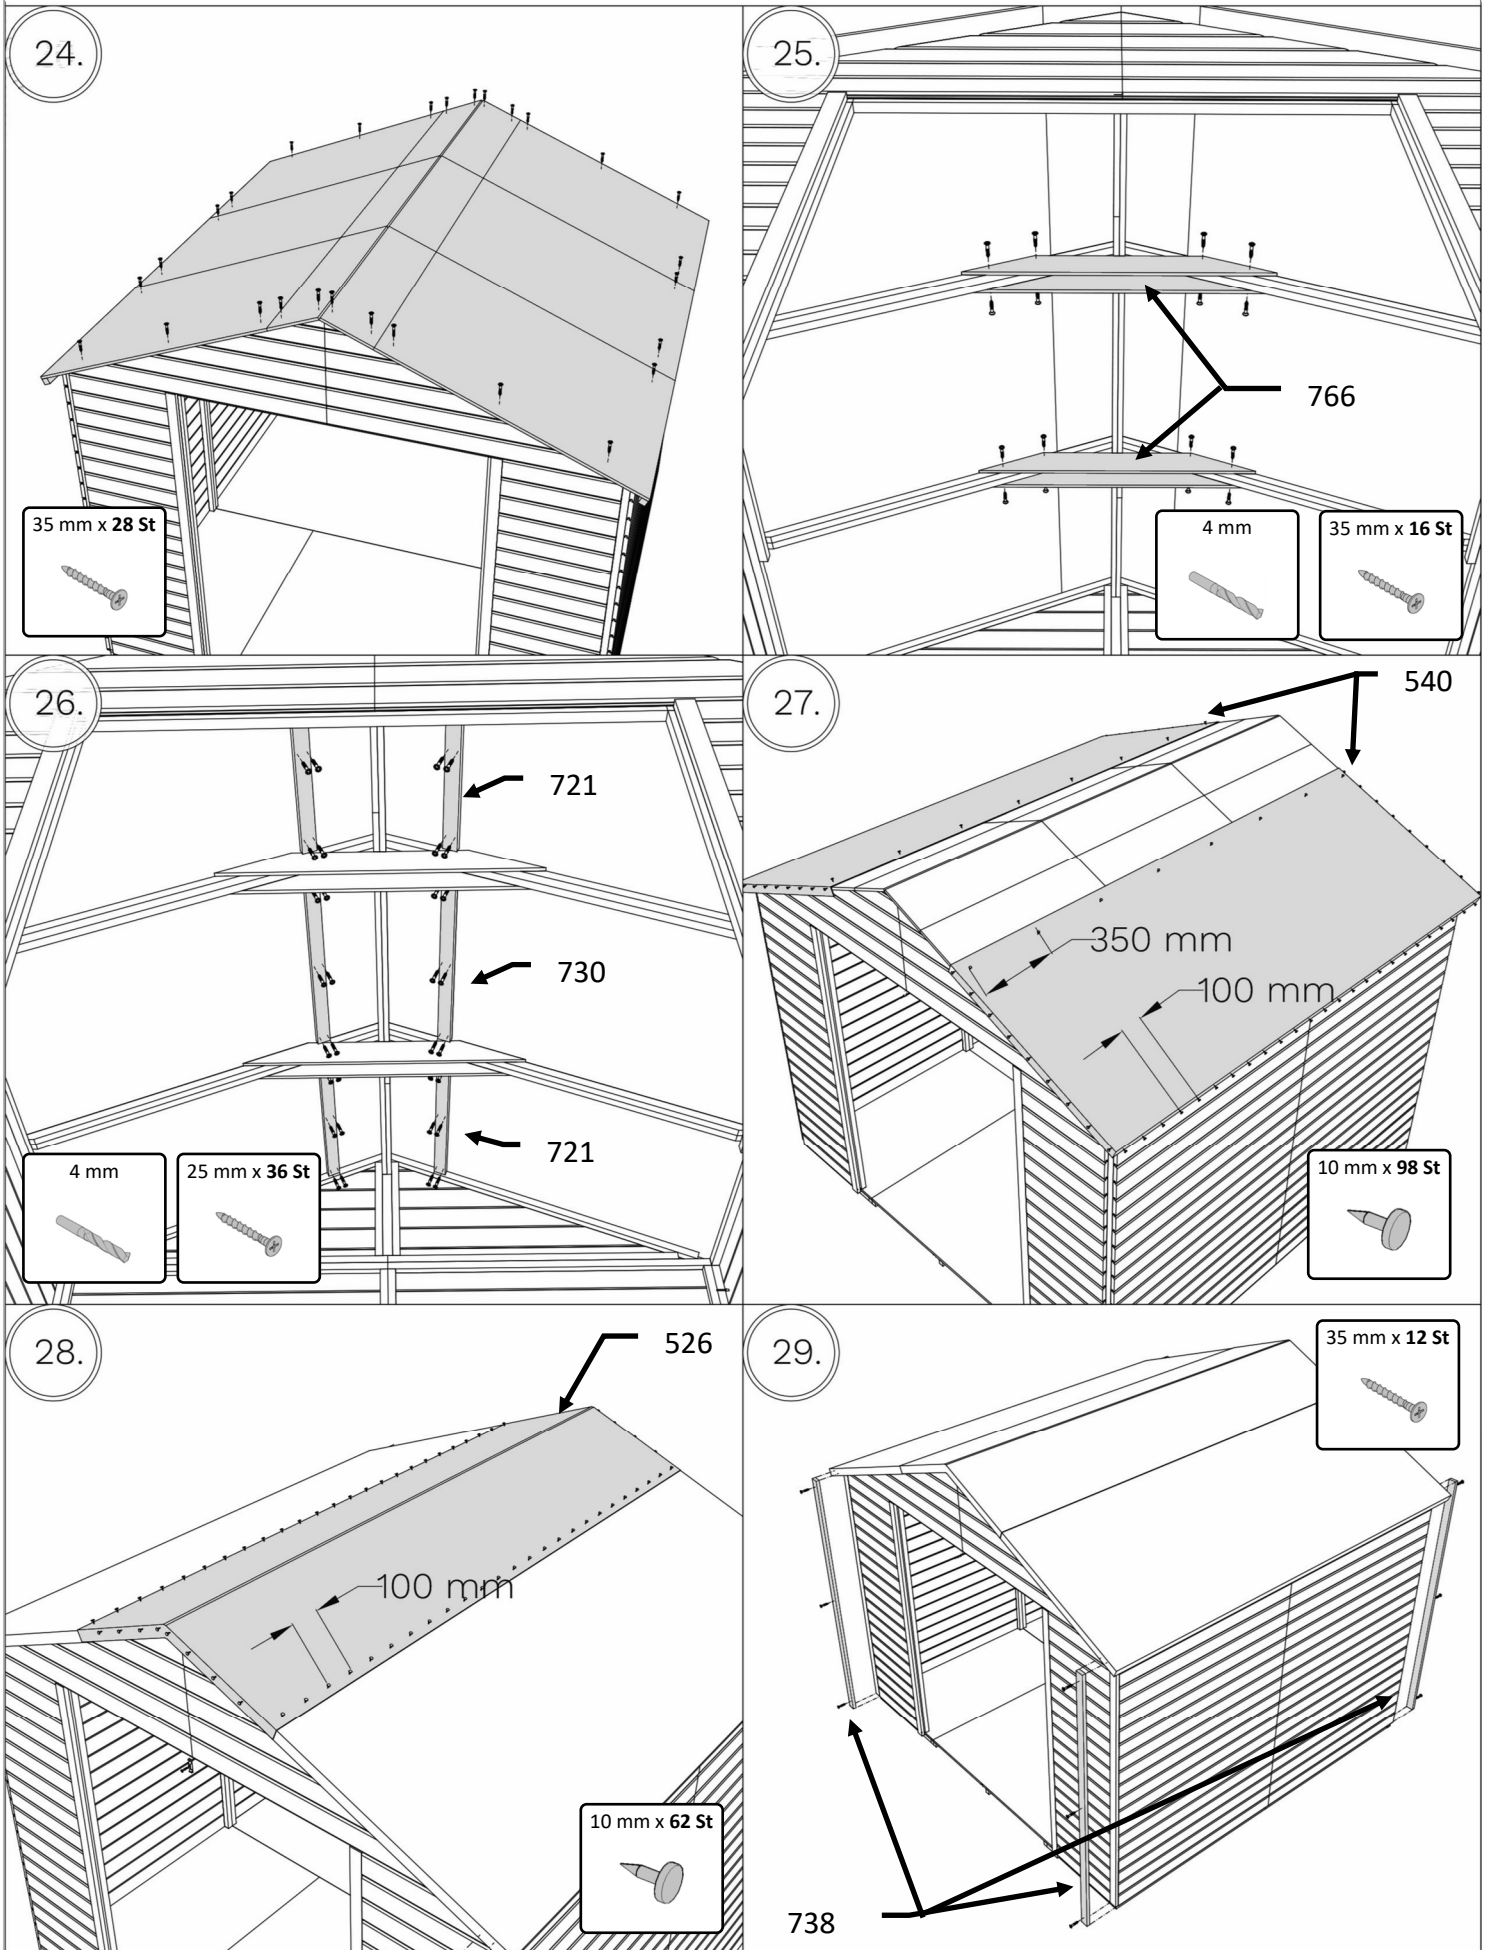 24.
35 mm x 28 St
25.
766
4 mm
35 mm x 16 St
26.
721
730
721
4 mm
25 mm x 36 St
27.
540
350 mm
100 mm
10 mm x 98 St
28.
526
100 mm
10 mm x 62 St
29.
35 mm x 12 St
738